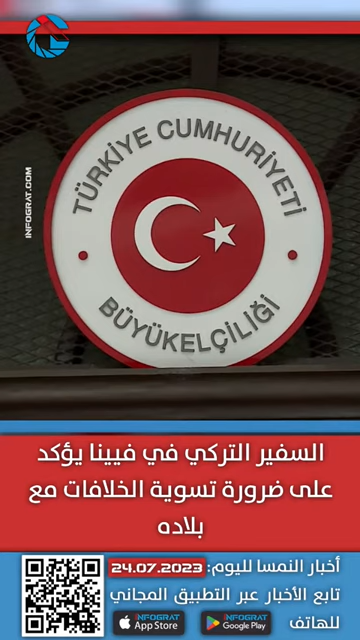 INFOGRAT.COM
TÜRKİYE CUMHURİYETİ
BÜYÜKELÇİLİĞİ
السفير التركي في فيينا يؤكد
على ضرورة تسوية الخلافات مع
بلاده
أخبار النمسا لليوم: 24.07.2023
تابع الأخبار عبر التطبيق المجاني
للهاتف
INFOGRAT
App Store
INFOGRAT
Google Play